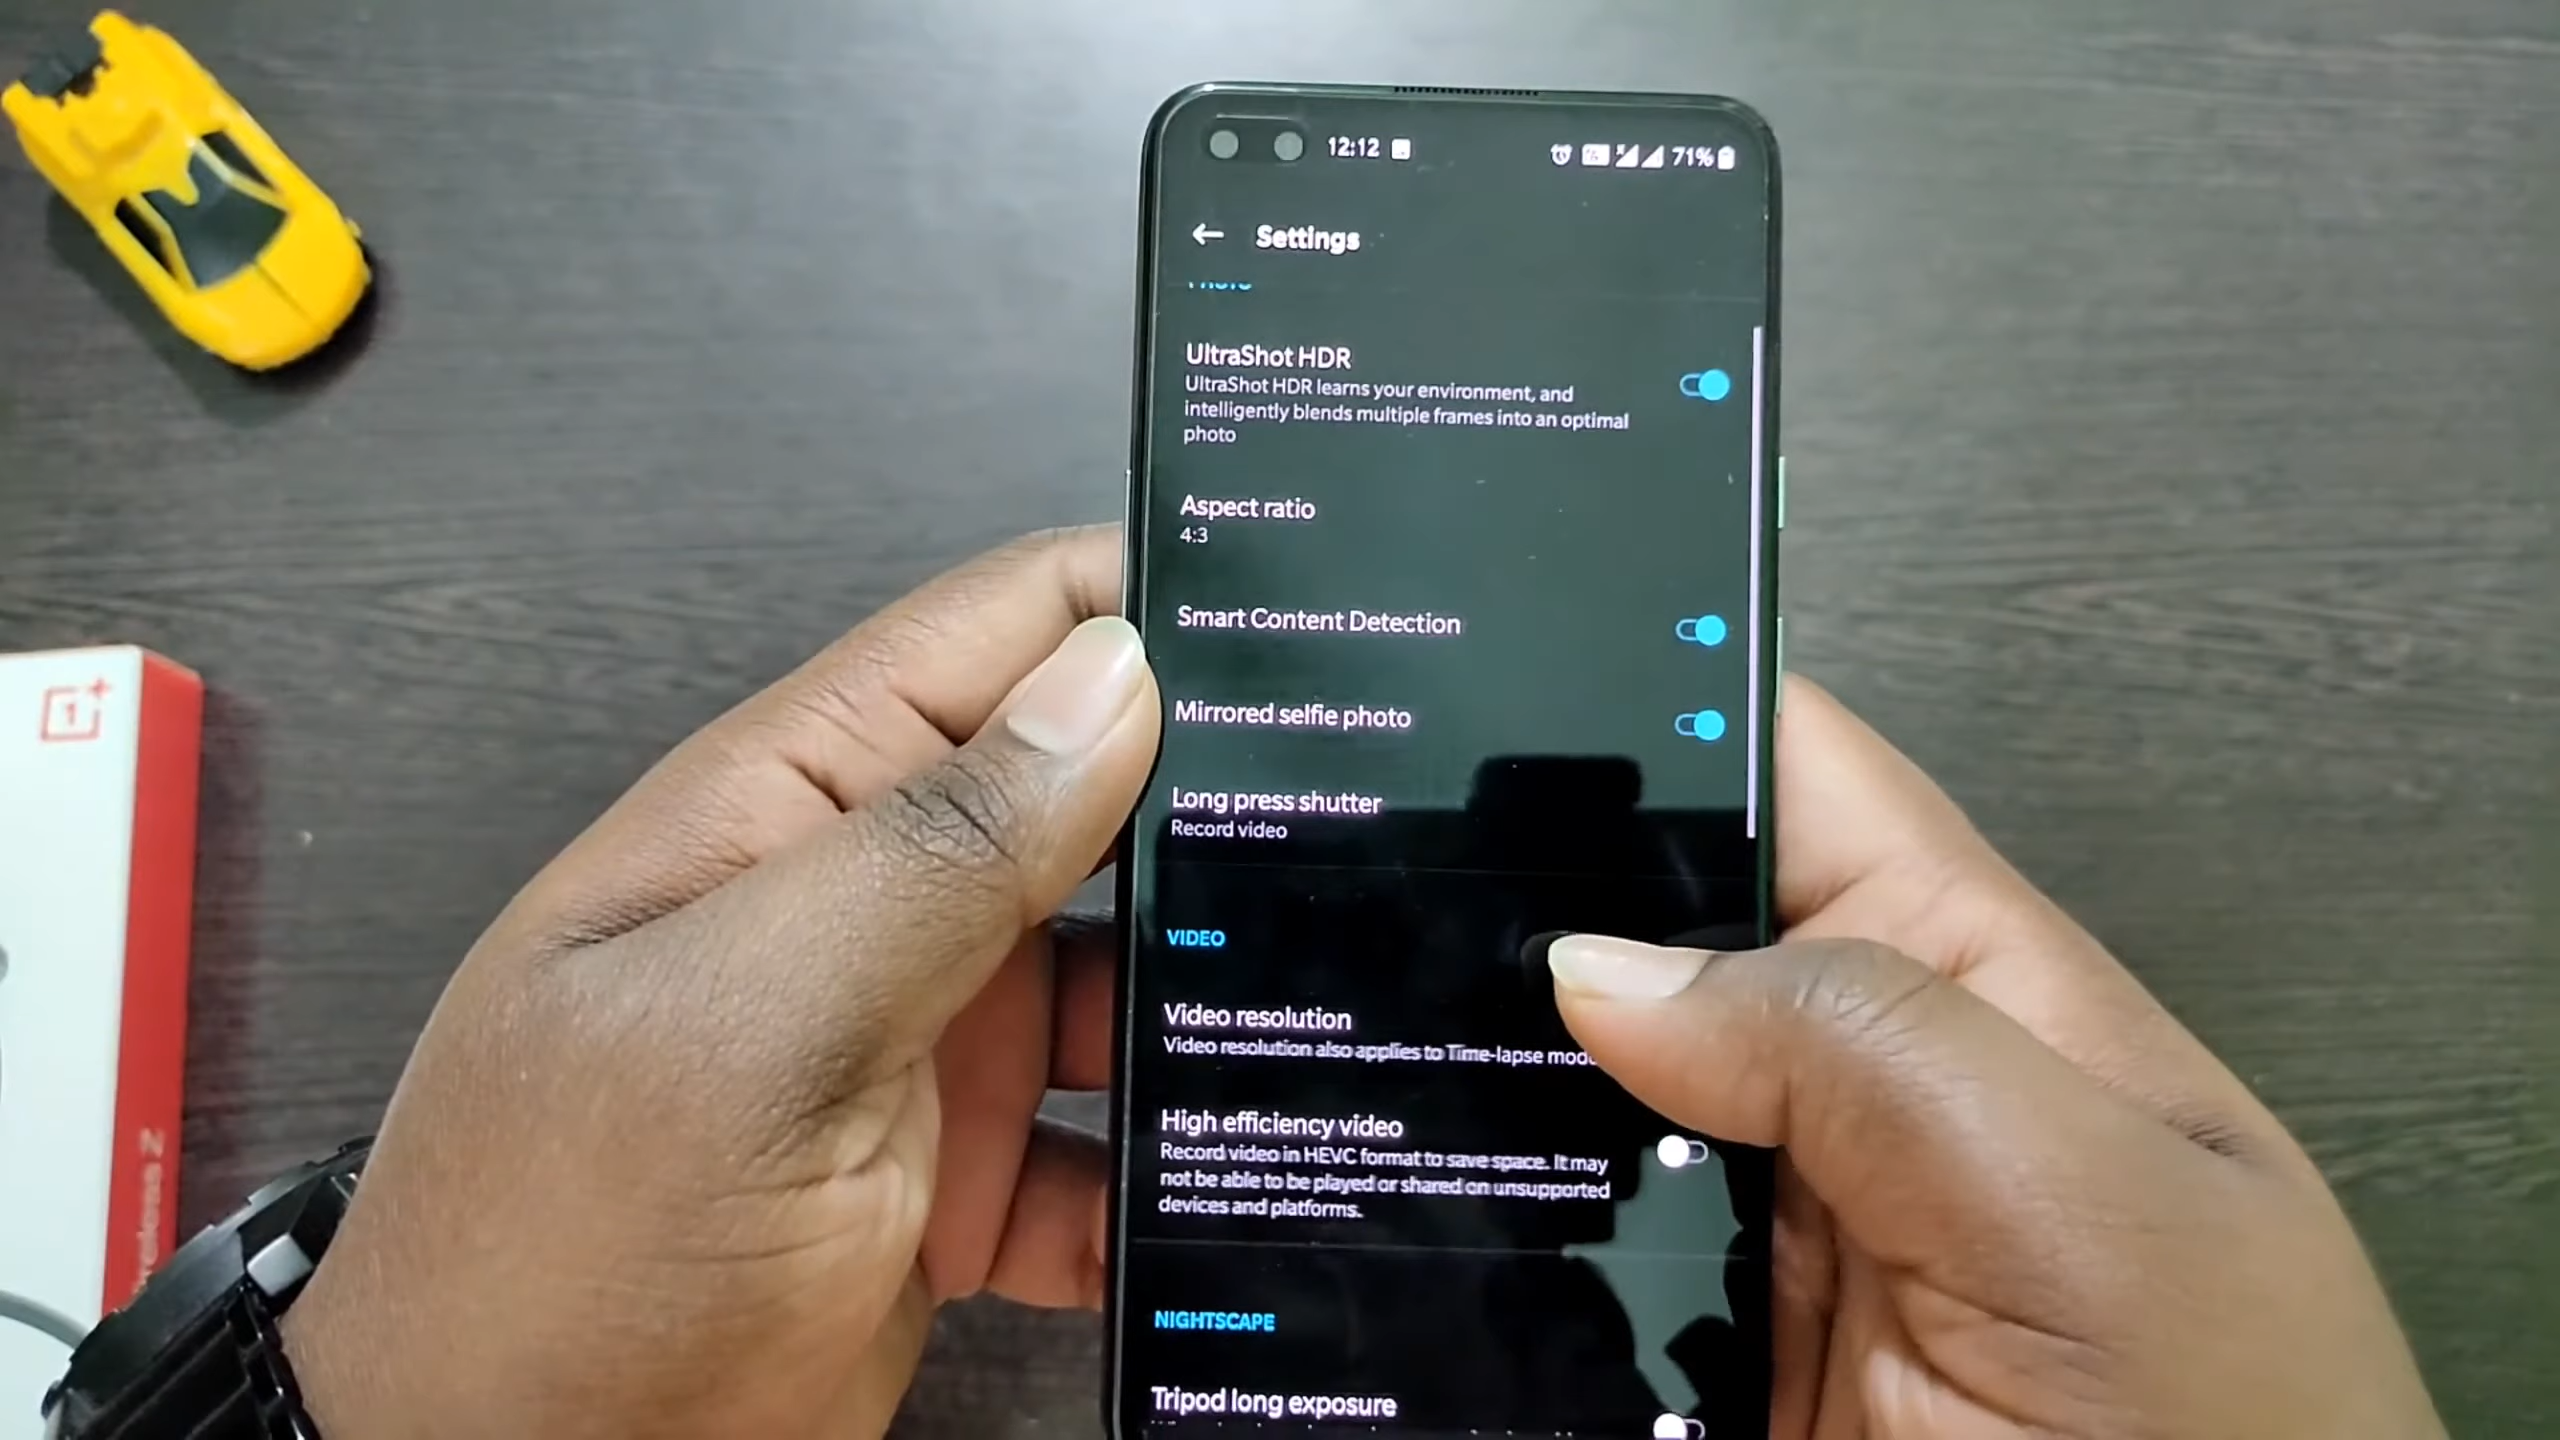 12:12
71%
Settings
UltraShot HDR
UltraShot HDR learns your environment, and
intelligently blends multiple frames into an optimal
photo
Aspect ratio
4:3
Smart Content Detection
Mirrored selfie photo
Long press shutter
Record video
VIDEO
Video resolution
Video resolution also applies to Time-lapse
High efficiency video
Record video in HEVC format to save space. It may
not be able to be played or shared on unsupported
devices and platforms.
NIGHTSCAPE
Tripod long exposure
1+
Z